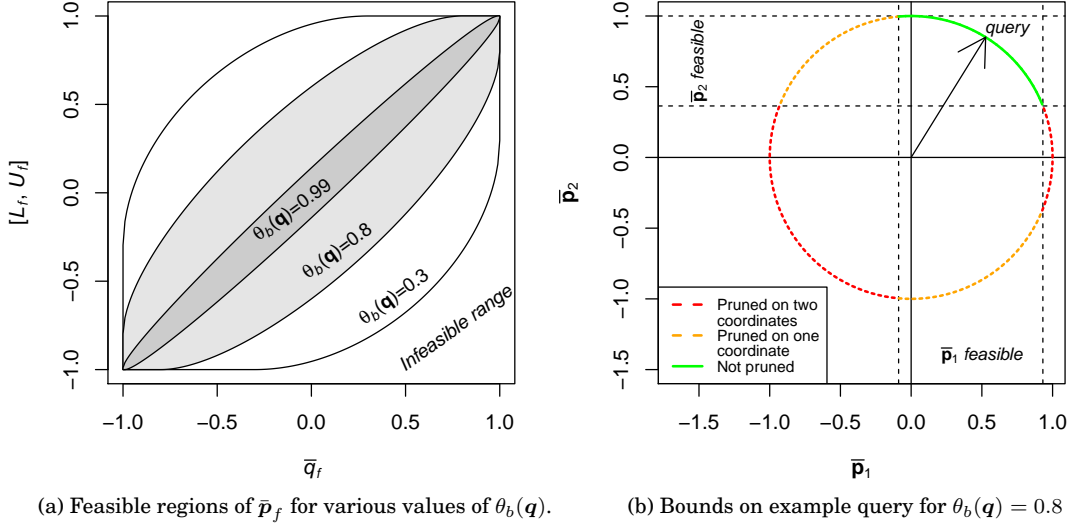 1.0
0.5
0.0
−0.5
−1.0
[L_f, U_f]
θ_b(q)=0.99
θ_b(q)=0.8
θ_b(q)=0.3
Infeasible range
−1.0 −0.5 0.0 0.5 1.0
q̅_f
(a) Feasible regions of p̄_f for various values of θ_b(q).
1.0
0.5
0.0
−0.5
−1.0
−1.5
p̅₂
p̅₂ feasible
query
Pruned on two
coordinates
Pruned on one
coordinate
Not pruned
p̅₁ feasible
−1.5 −1.0 −0.5 0.0 0.5 1.0
p̅₁
(b) Bounds on example query for θ_b(q) = 0.8